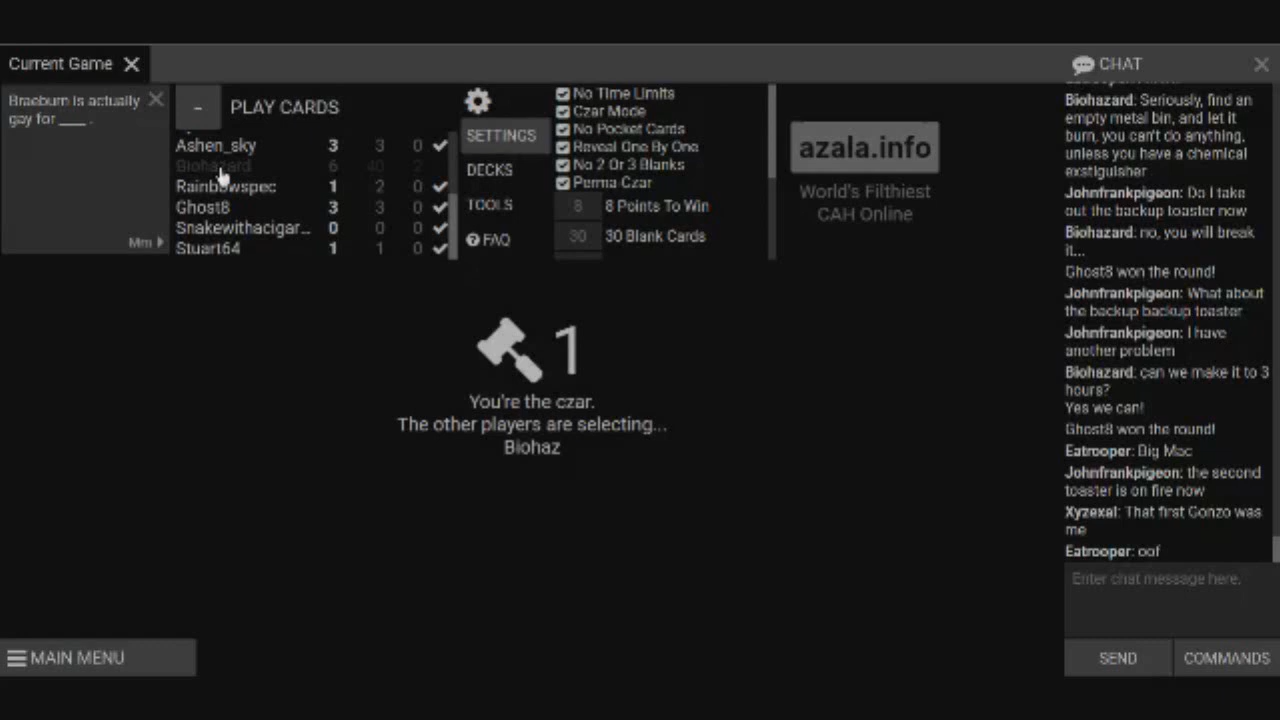 Current Game
CHAT
Braeburn is actually
gay for ____ .
Mm
-
PLAY CARDS
Ashen_sky 3 3 0
Biohazard 6 40 2
Rainbowspec 1 2 0
Ghost8 3 3 0
Snakewithacigar... 0 0 0
Stuart64 1 1 0
SETTINGS
DECKS
TOOLS
FAQ
No Time Limits
Czar Mode
No Pocket Cards
Reveal One By One
No 2 Or 3 Blanks
Perma Czar
8 8 Points To Win
30 30 Blank Cards
azala.info
World's Filthiest
CAH Online
1
You're the czar.
The other players are selecting...
Biohaz
Biohazard: Seriously, find an
empty metal bin, and let it
burn, you can't do anything,
unless you have a chemical
exstiguisher
Johnfrankpigeon: Do I take
out the backup toaster now
Biohazard: no, you will break
it...
Ghost8 won the round!
Johnfrankpigeon: What about
the backup backup toaster
Johnfrankpigeon: I have
another problem
Biohazard: can we make it to 3
hours?
Yes we can!
Ghost8 won the round!
Eatrooper: Big Mac
Johnfrankpigeon: the second
toaster is on fire now
Xyzexal: That first Gonzo was
me
Eatrooper: oof
Enter chat message here.
SEND
COMMANDS
MAIN MENU